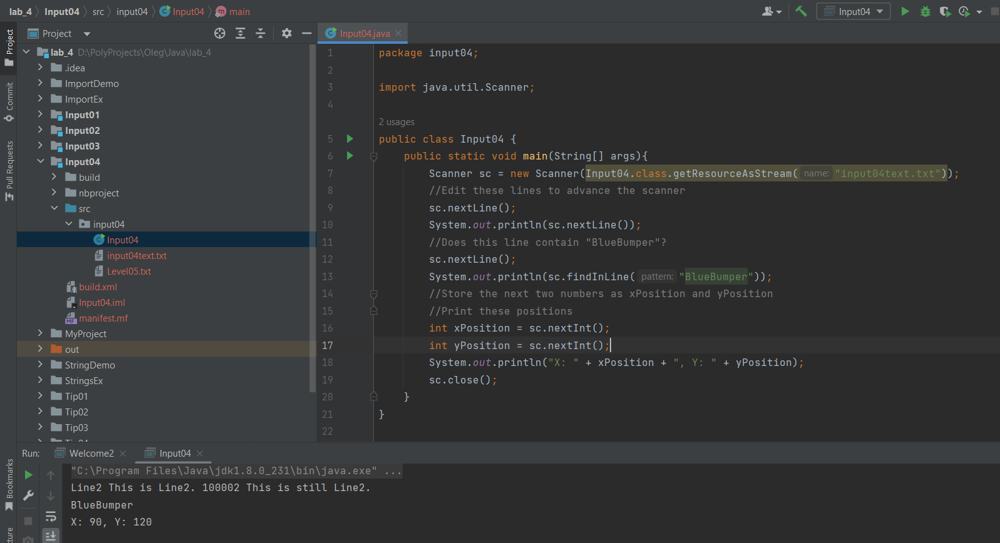 lab_4 Input04 src input04 Input04 main
Input04
Project
lab_4 D:\PolyProjects\Oleg\Java\lab_4
.idea
ImportDemo
ImportEx
Input01
Input02
Input03
Input04
build
nbproject
src
input04
Input04
input04text.txt
Level05.txt
build.xml
Input04.iml
manifest.mf
MyProject
out
StringDemo
StringsEx
Tip01
Tip02
Tip03
Project
Commit
Pull Requests
Bookmarks
Input04.java
1 package input04;
2
3 import java.util.Scanner;
4
2 usages
5 public class Input04 {
6 public static void main(String[] args){
7 Scanner sc = new Scanner(Input04.class.getResourceAsStream( name: "input04text.txt"));
8 //Edit these lines to advance the scanner
9 sc.nextLine();
10 System.out.println(sc.nextLine());
11 //Does this line contain "BlueBumper"?
12 sc.nextLine();
13 System.out.println(sc.findInLine( pattern: "BlueBumper"));
14 //Store the next two numbers as xPosition and yPosition
15 //Print these positions
16 int xPosition = sc.nextInt();
17 int yPosition = sc.nextInt();
18 System.out.println("X: " + xPosition + ", Y: " + yPosition);
19 sc.close();
20 }
21 }
22
Run: Welcome2 Input04
"C:\Program Files\Java\jdk1.8.0_231\bin\java.exe" ...
Line2 This is Line2. 100002 This is still Line2.
BlueBumper
X: 90, Y: 120